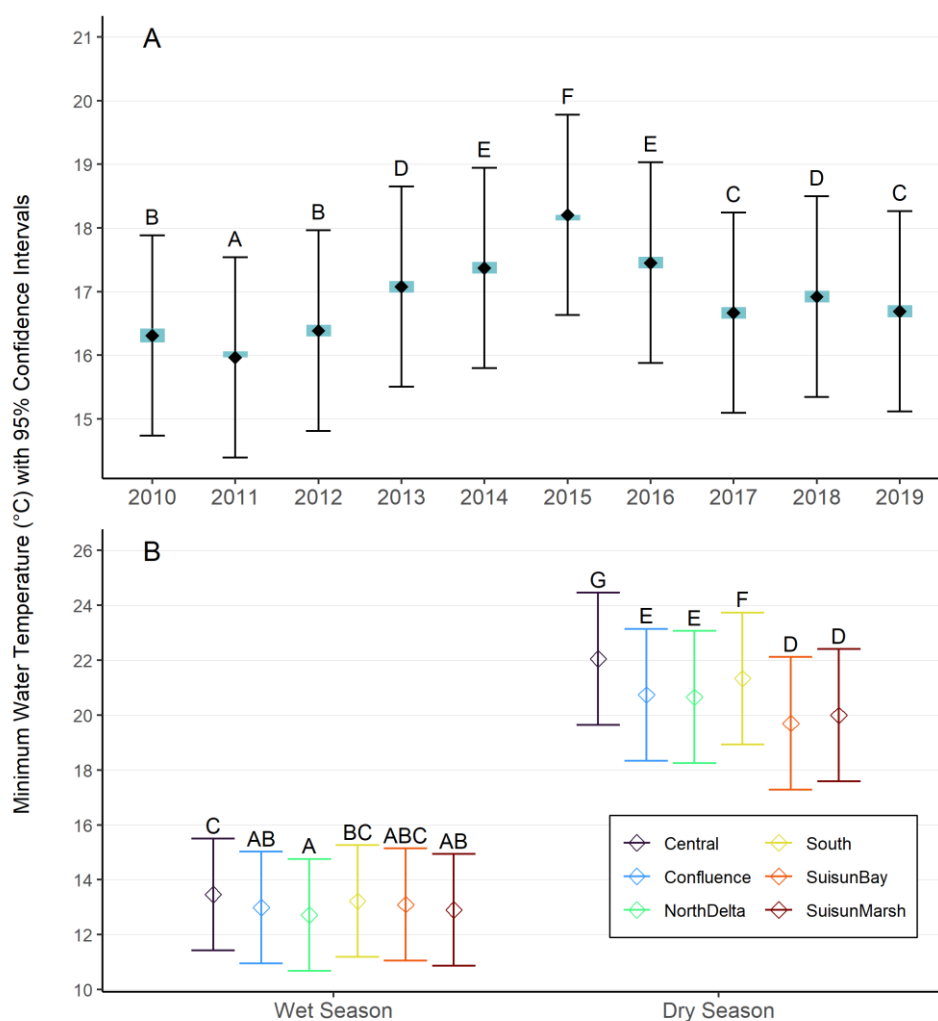 Minimum Water Temperature (°C) with 95% Confidence Intervals
A
21
20
19
18
17
16
15
B
A
B
D
E
F
E
C
D
C
2010 2011 2012 2013 2014 2015 2016 2017 2018 2019
B
26
24
22
20
18
16
14
12
10
G
E
E
F
D
D
C
AB
A
BC
ABC
AB
Central South
Confluence SuisunBay
NorthDelta SuisunMarsh
Wet Season Dry Season